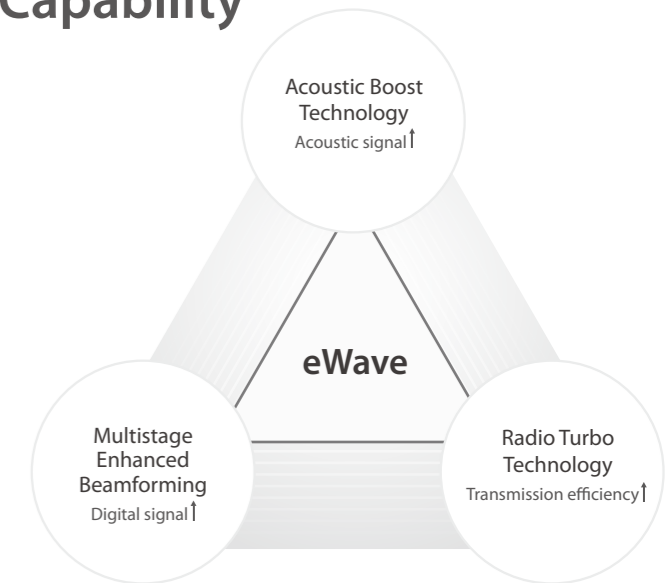 Capability
Acoustic Boost
Technology
Acoustic signal↑
eWave
Multistage
Enhanced
Beamforming
Digital signal↑
Radio Turbo
Technology
Transmission efficiency↑